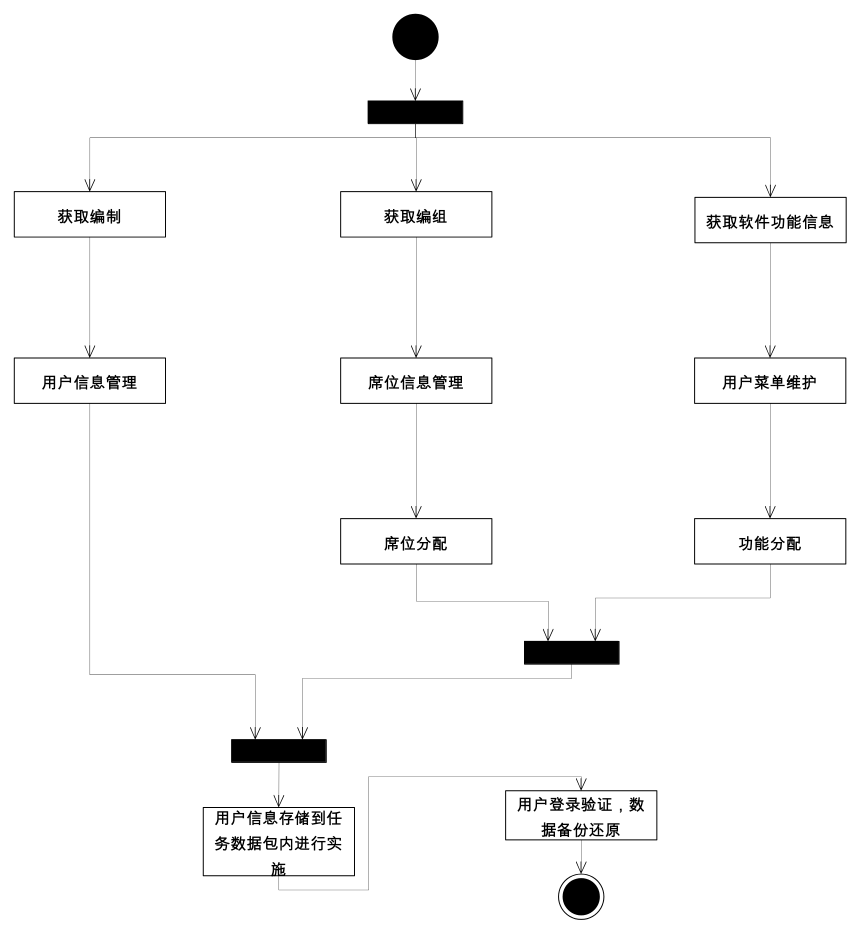 获取编制
获取编组
获取软件功能信息
用户信息管理
席位信息管理
用户菜单维护
席位分配
功能分配
用户信息存储到任
务数据包内进行实
施
用户登录验证，数
据备份还原